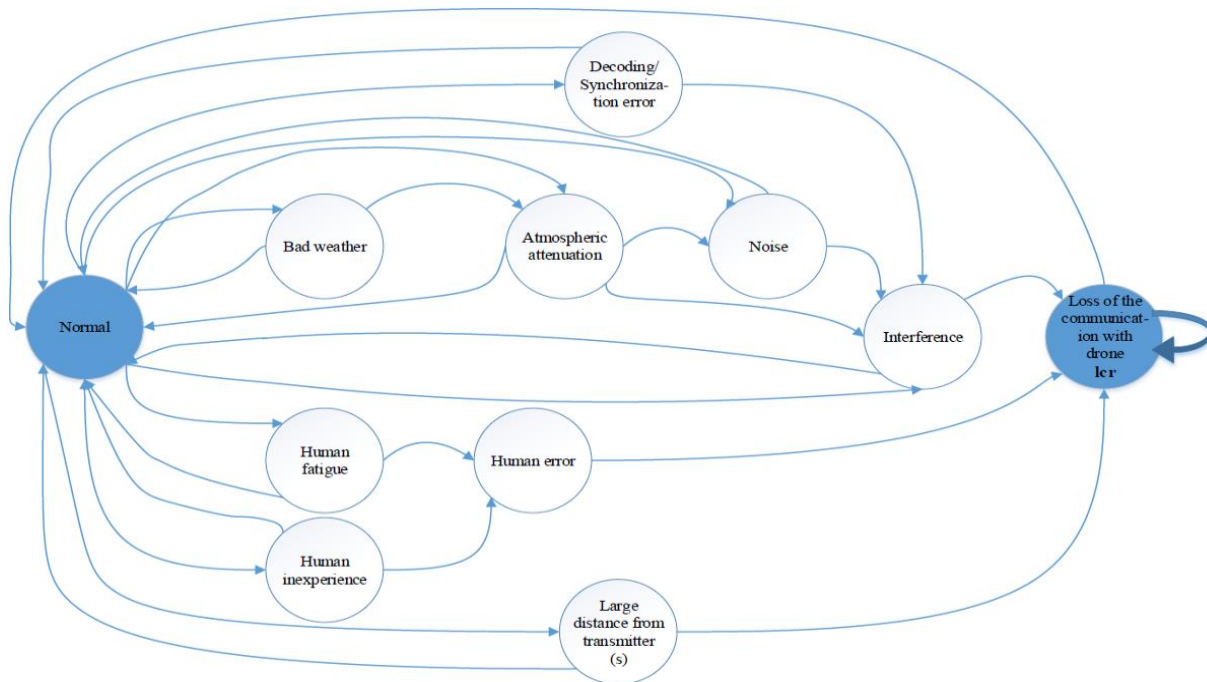 Decoding/
Synchroniza-
tion error
Bad weather
Atmospheric
attenuation
Noise
Normal
Interference
Loss of the
communicat-
ion with
drone
lcr
Human
fatigue
Human error
Human
inexperience
Large
distance from
transmitter
(s)